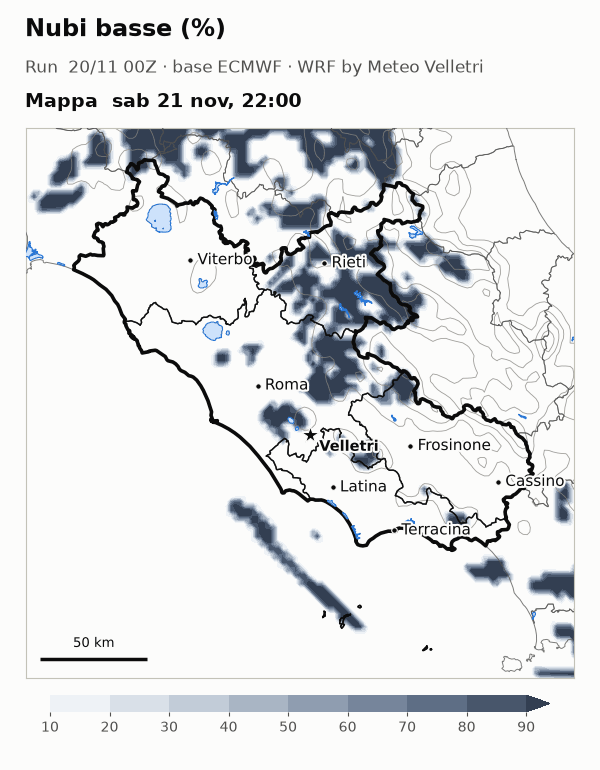 Nubi basse (%)
Run  20/11 00Z · base ECMWF · WRF by Meteo Velletri
Mappa  sab 21 nov, 22:00
Viterbo
Rieti
Roma
Velletri
Frosinone
Latina
Cassino
Terracina
50 km
10 20 30 40 50 60 70 80 90